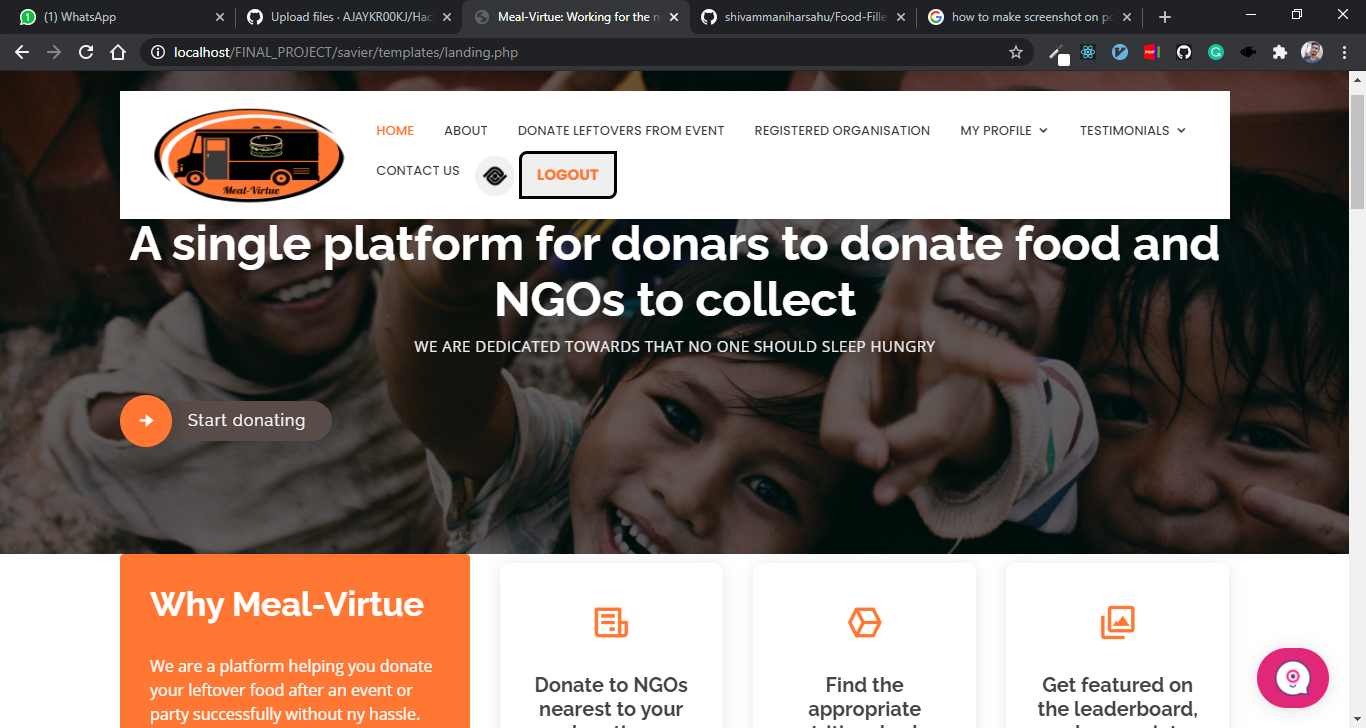 (1) WhatsApp
Upload files · AJAYKR00KJ/Hac
Meal-Virtue: Working for the n
shivammaniharsahu/Food-Fille
how to make screenshot on pc
localhost/FINAL_PROJECT/savier/templates/landing.php
Meal-Virtue
HOME ABOUT DONATE LEFTOVERS FROM EVENT REGISTERED ORGANISATION MY PROFILE TESTIMONIALS
CONTACT US LOGOUT
A single platform for donars to donate food and
NGOs to collect
WE ARE DEDICATED TOWARDS THAT NO ONE SHOULD SLEEP HUNGRY
Start donating
Why Meal-Virtue
We are a platform helping you donate
your leftover food after an event or
party successfully without ny hassle.
Donate to NGOs
nearest to your
Find the
appropriate
Get featured on
the leaderboard,